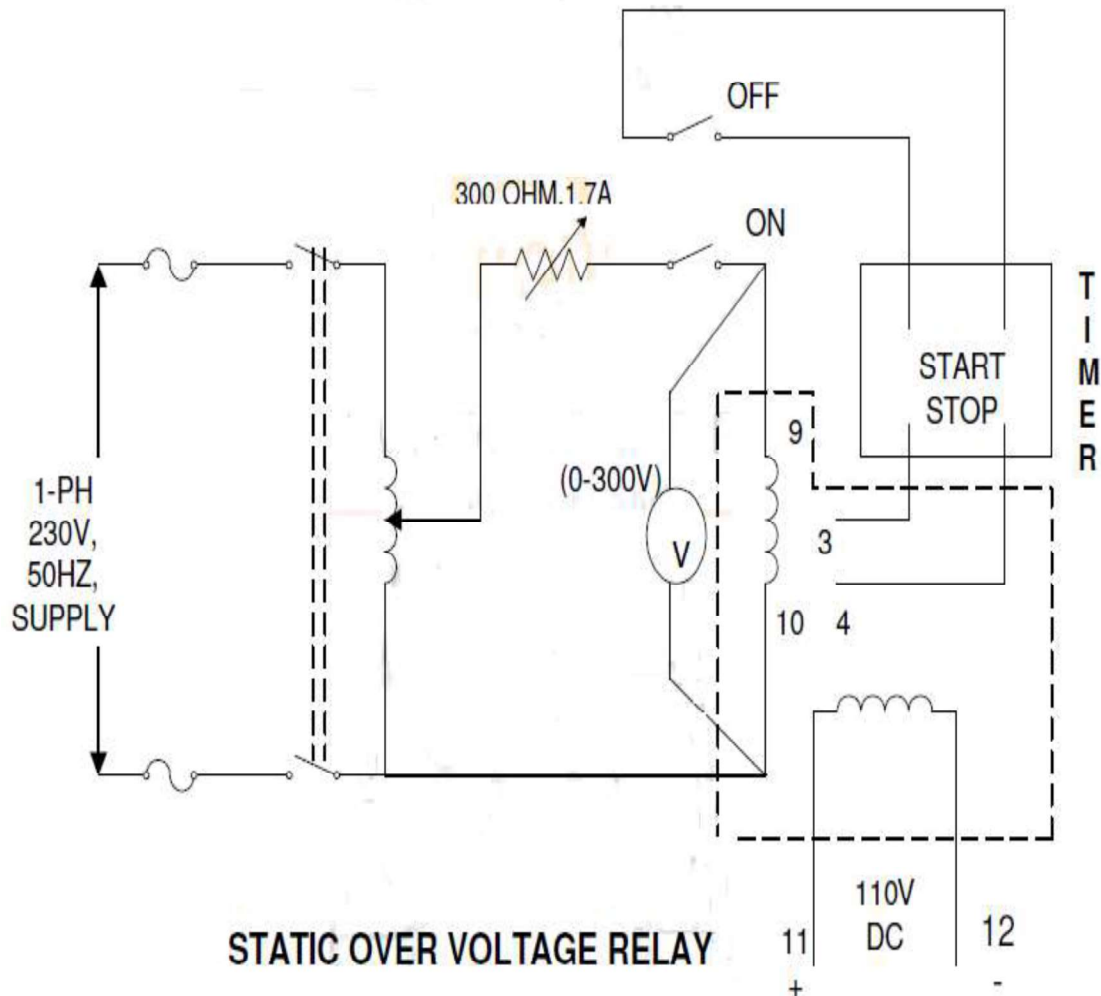 OFF
300 OHM.1.7A
ON
T
I
M
E
R
START
STOP
9
(0-300V)
1-PH
230V,
50HZ,
SUPPLY
V
3
10 4
110V
DC
11
12
STATIC OVER VOLTAGE RELAY
+
-